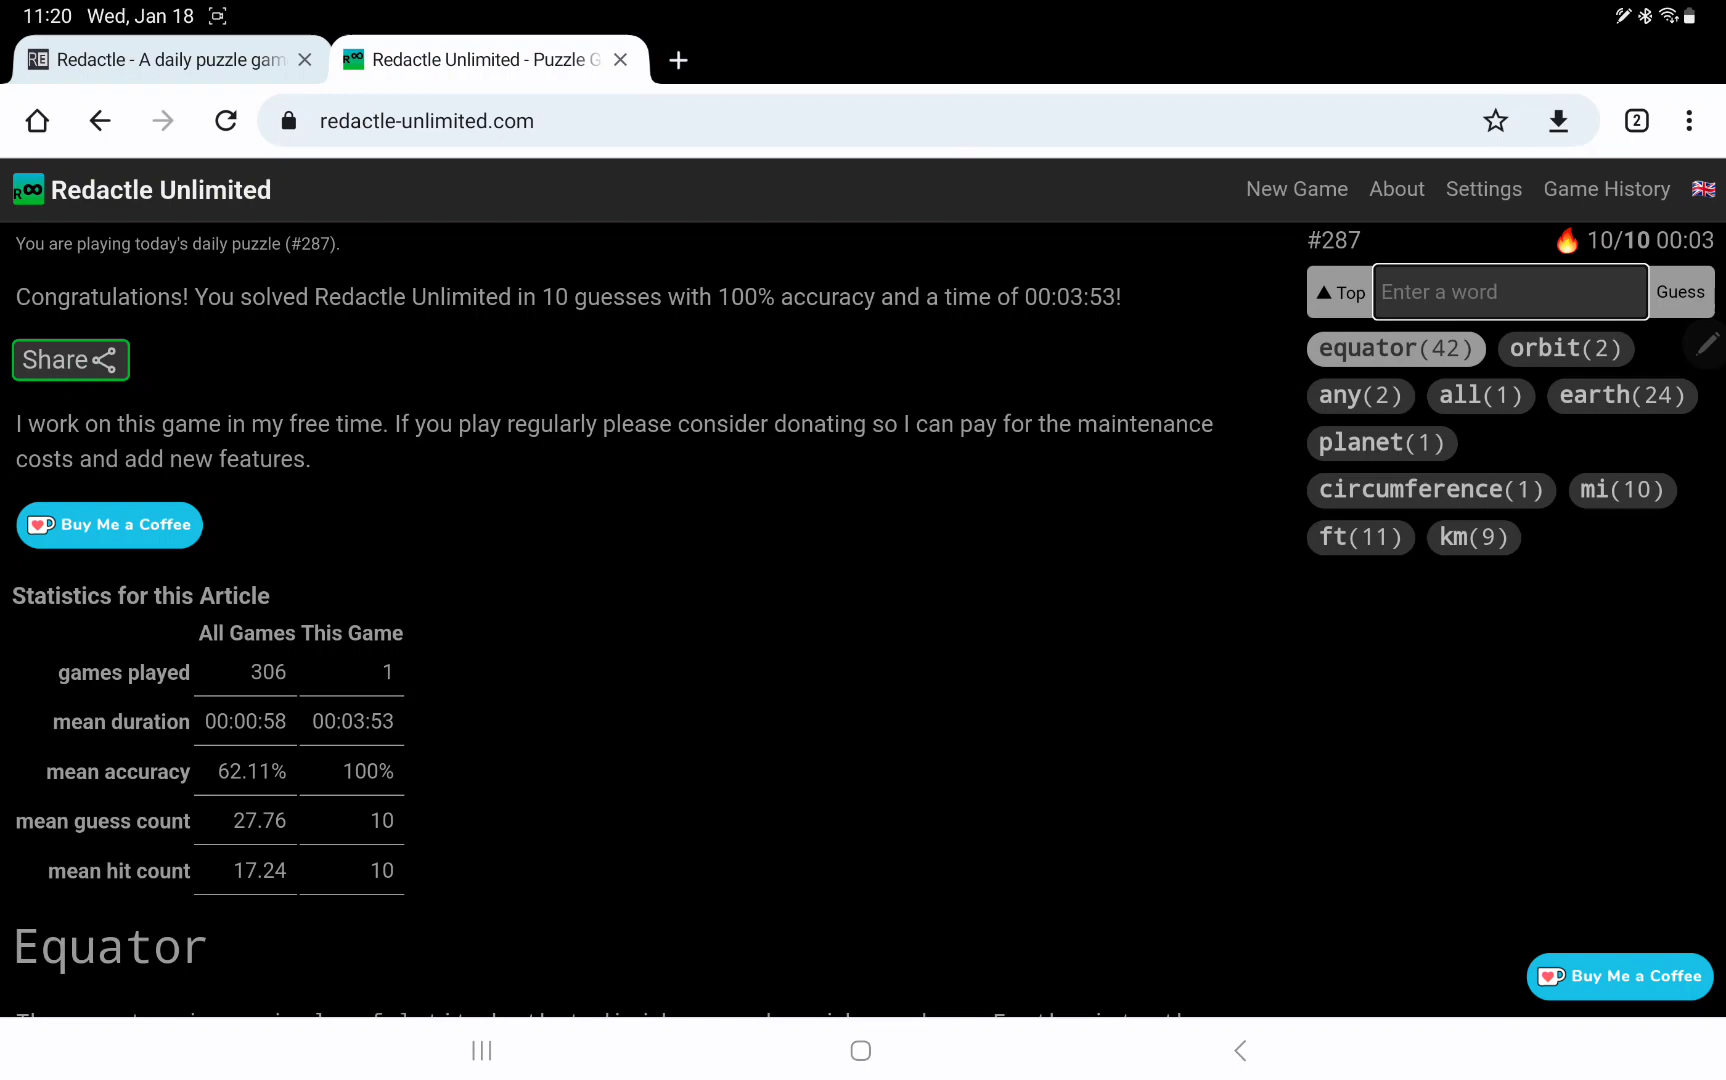 11:20 Wed, Jan 18
Redactle - A daily puzzle gam
Redactle Unlimited - Puzzle G
redactle-unlimited.com
2
R∞ Redactle Unlimited
New Game About Settings Game History
You are playing today's daily puzzle (#287).
#287 🔥 10/10 00:03
Congratulations! You solved Redactle Unlimited in 10 guesses with 100% accuracy and a time of 00:03:53!
▲ Top Enter a word Guess
Share
equator(42) orbit(2)
any(2) all(1) earth(24)
planet(1)
circumference(1) mi(10)
ft(11) km(9)
I work on this game in my free time. If you play regularly please consider donating so I can pay for the maintenance
costs and add new features.
Buy Me a Coffee
Statistics for this Article
All Games This Game
games played 306 1
mean duration 00:00:58 00:03:53
mean accuracy 62.11% 100%
mean guess count 27.76 10
mean hit count 17.24 10
Equator
Buy Me a Coffee